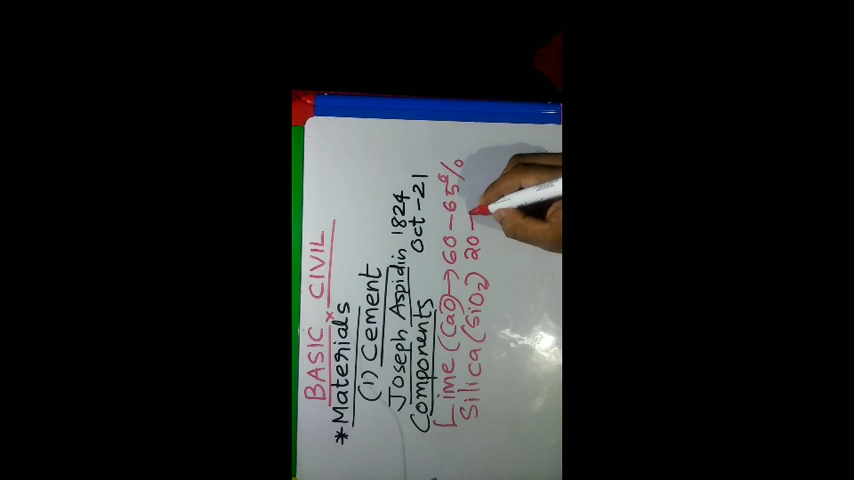 BASIC CIVIL
*Materials
(1) Cement
Joseph Aspidin 1824
Oct-21
Components
Lime (CaO) → 60-65%
Silica (SiO2) 20-